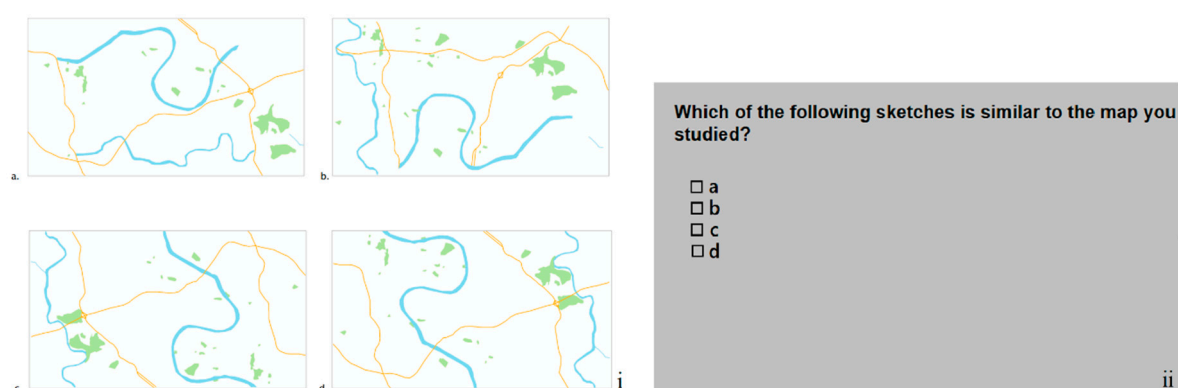 a.
b.
c.
d.
i
Which of the following sketches is similar to the map you
studied?
☐ a
☐ b
☐ c
☐ d
ii